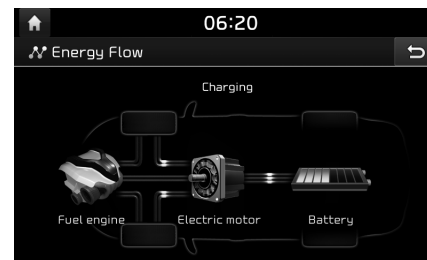 06:20
Energy Flow
Charging
Fuel engine
Electric motor
Battery